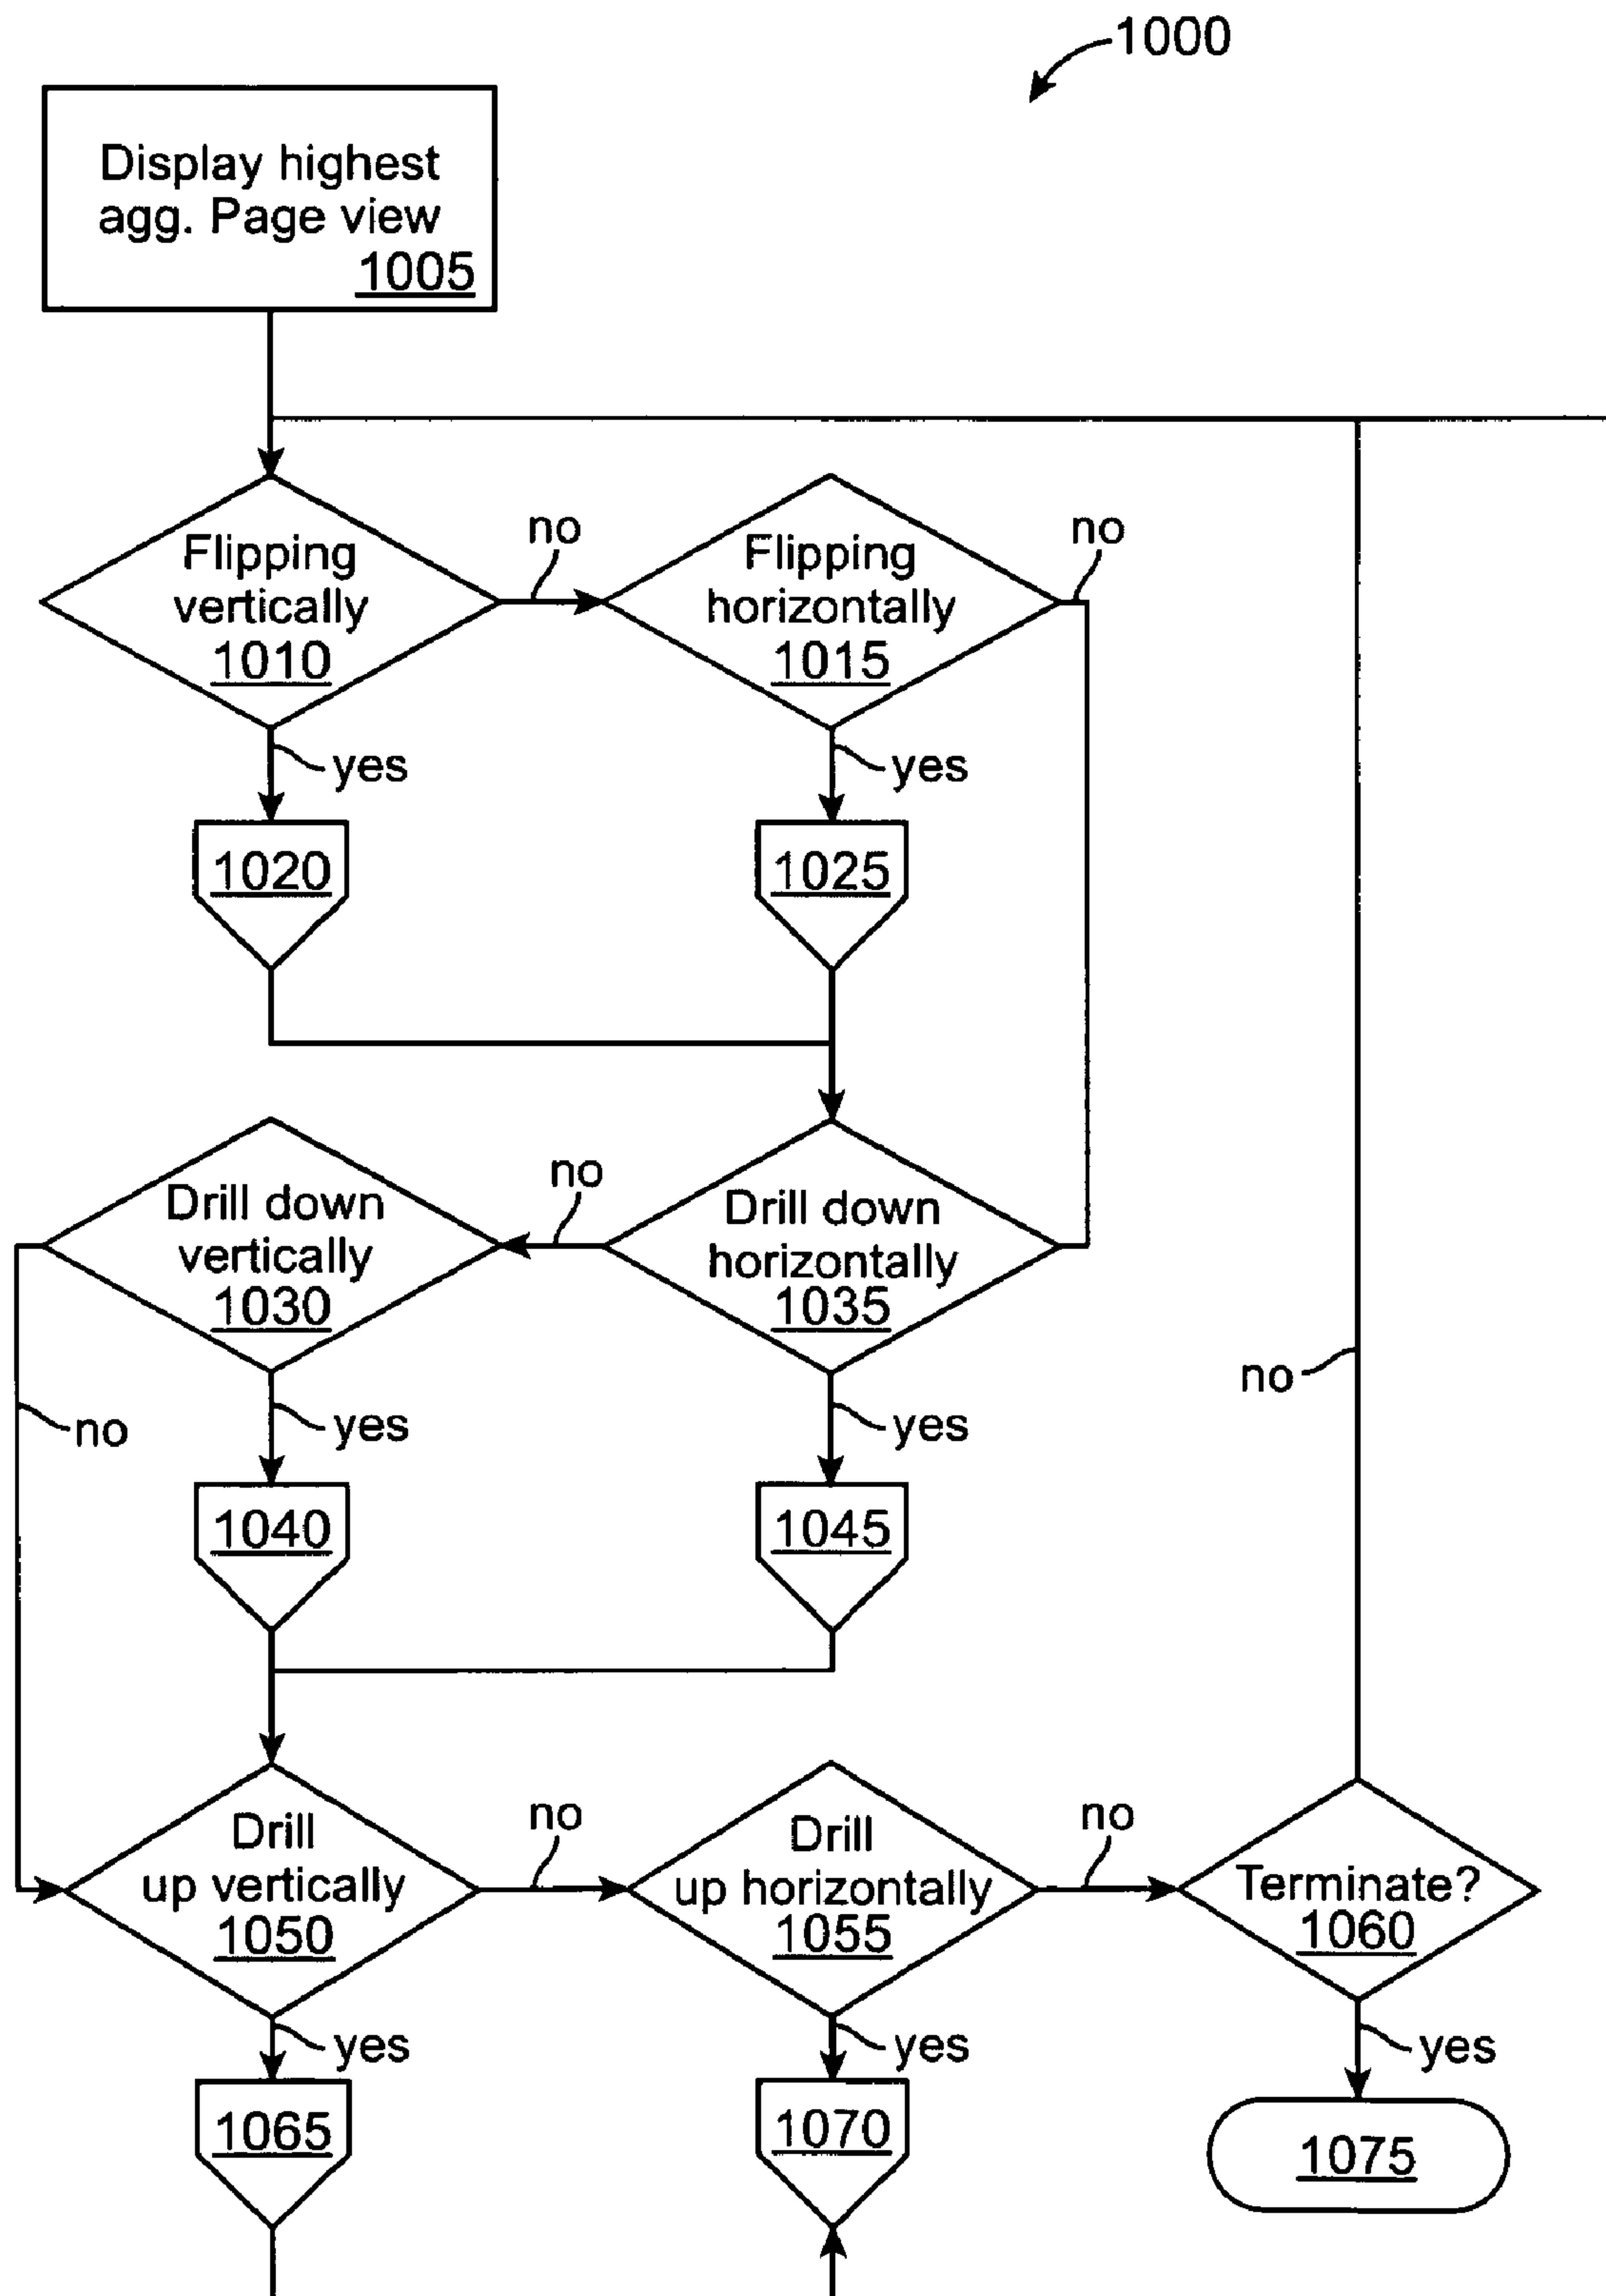 1000
Display highest
agg. Page view
1005
Flipping
vertically
1010
no
Flipping
horizontally
1015
no
yes
yes
1020
1025
Drill down
vertically
1030
no
Drill down
horizontally
1035
no
no
yes
yes
1040
1045
Drill
up vertically
1050
no
Drill
up horizontally
1055
no
Terminate?
1060
yes
yes
yes
1065
1070
1075